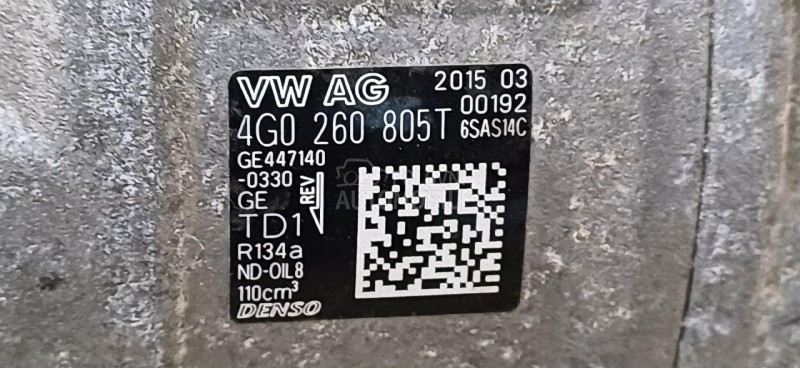 VW AG 2015 03
00192
4G0 260 805T 6SAS14C
GE447140
-0330
GE
REV
TD1
R134a
ND-OIL8
110cm³
DENSO